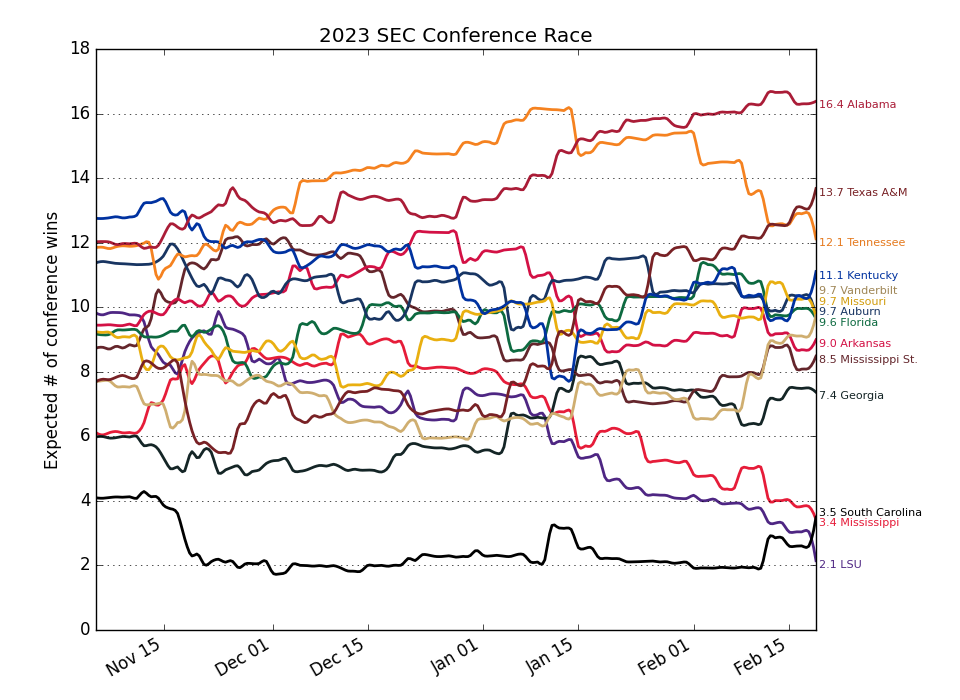 2023 SEC Conference Race
Expected # of conference wins
18
16
14
12
10
8
6
4
2
0
16.4 Alabama
13.7 Texas A&M
12.1 Tennessee
11.1 Kentucky
9.7 Vanderbilt
9.7 Missouri
9.7 Auburn
9.6 Florida
9.0 Arkansas
8.5 Mississippi St.
7.4 Georgia
3.5 South Carolina
3.4 Mississippi
2.1 LSU
Nov 15
Dec 01
Dec 15
Jan 01
Jan 15
Feb 01
Feb 15